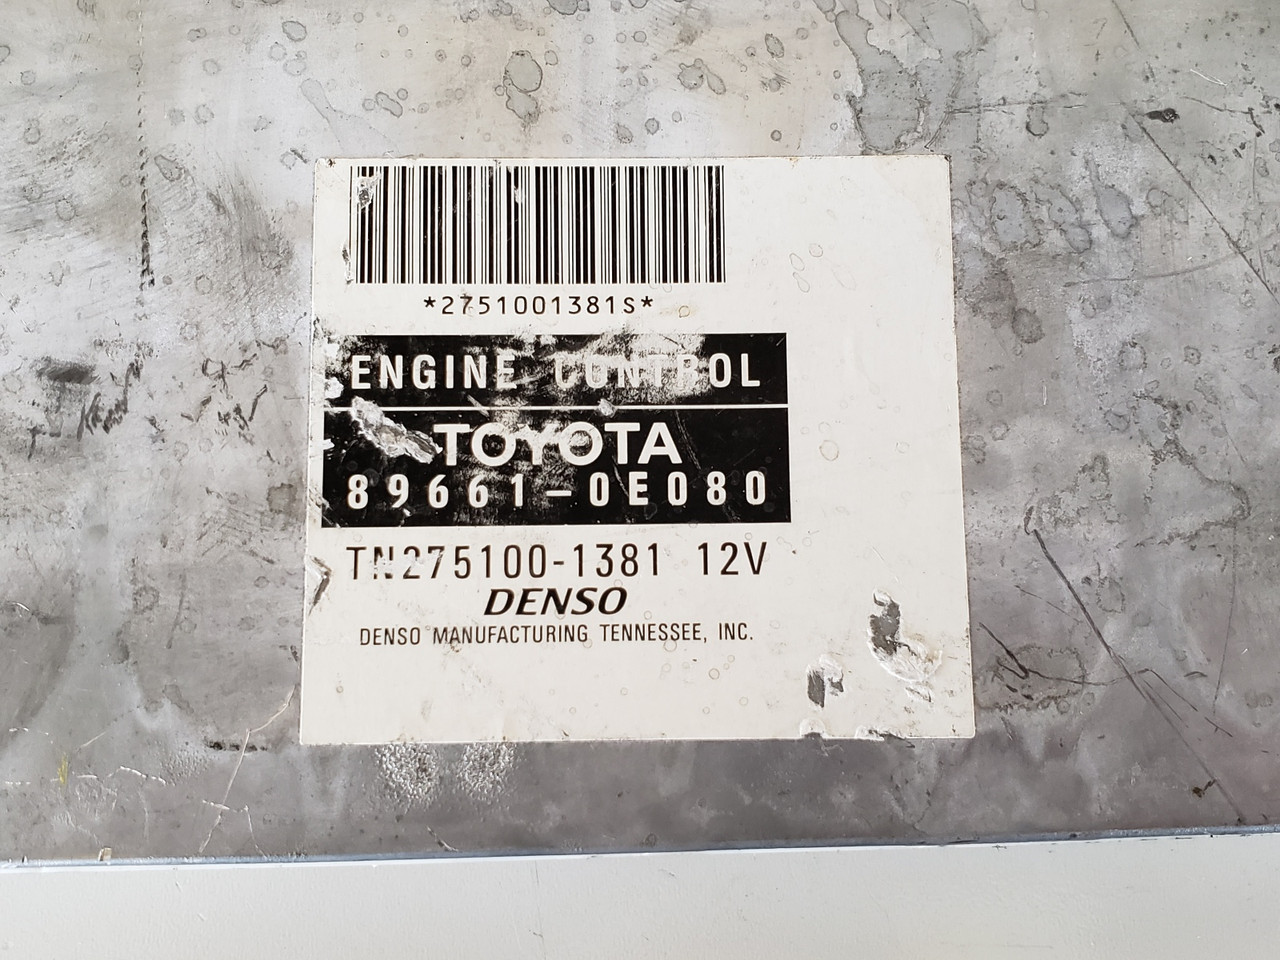 *2751001381S*
ENGINE CONTROL
TOYOTA
89661-0E080
TN275100-1381 12V
DENSO
DENSO MANUFACTURING TENNESSEE, INC.